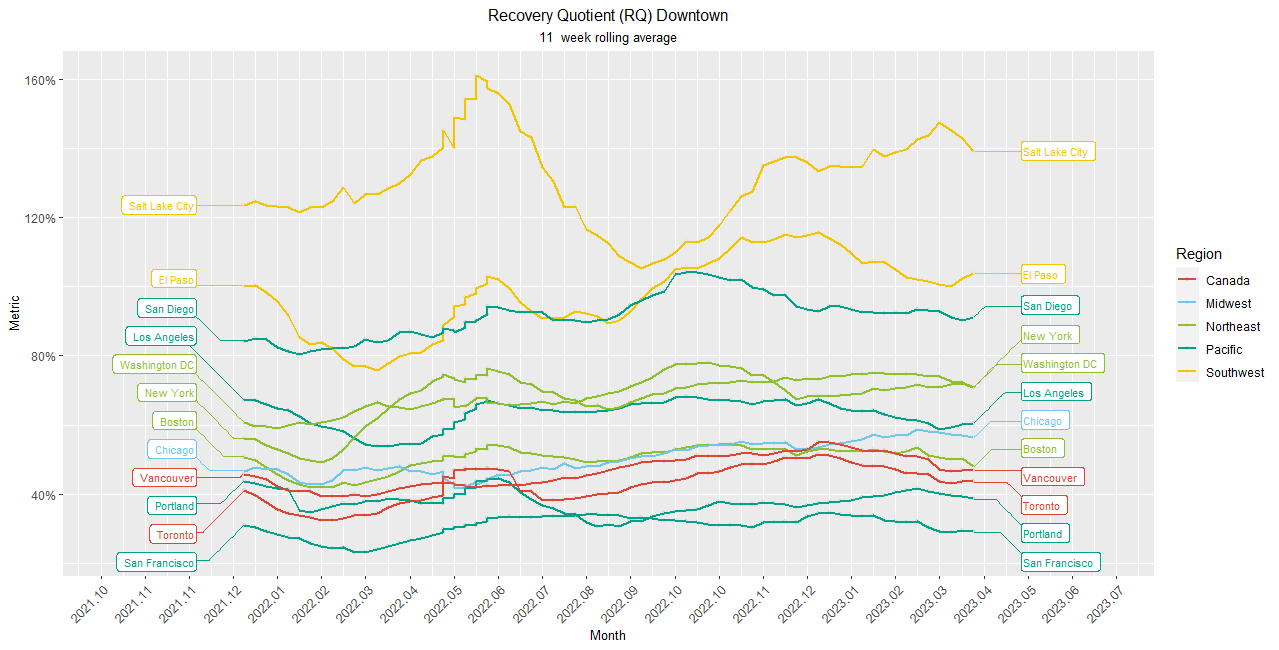 Recovery Quotient (RQ) Downtown
11 week rolling average
Metric
160%
120%
80%
40%
Salt Lake City
El Paso
San Diego
Los Angeles
Washington DC
New York
Boston
Chicago
Vancouver
Portland
Toronto
San Francisco
Salt Lake City
El Paso
San Diego
New York
Washington DC
Los Angeles
Chicago
Boston
Vancouver
Toronto
Portland
San Francisco
Region
Canada
Midwest
Northeast
Pacific
Southwest
2021.10
2021.11
2021.11
2021.12
2022.01
2022.02
2022.03
2022.04
2022.05
2022.06
2022.07
2022.08
2022.09
2022.10
2022.10
2022.11
2022.12
2023.01
2023.02
2023.03
2023.04
2023.05
2023.06
2023.07
Month